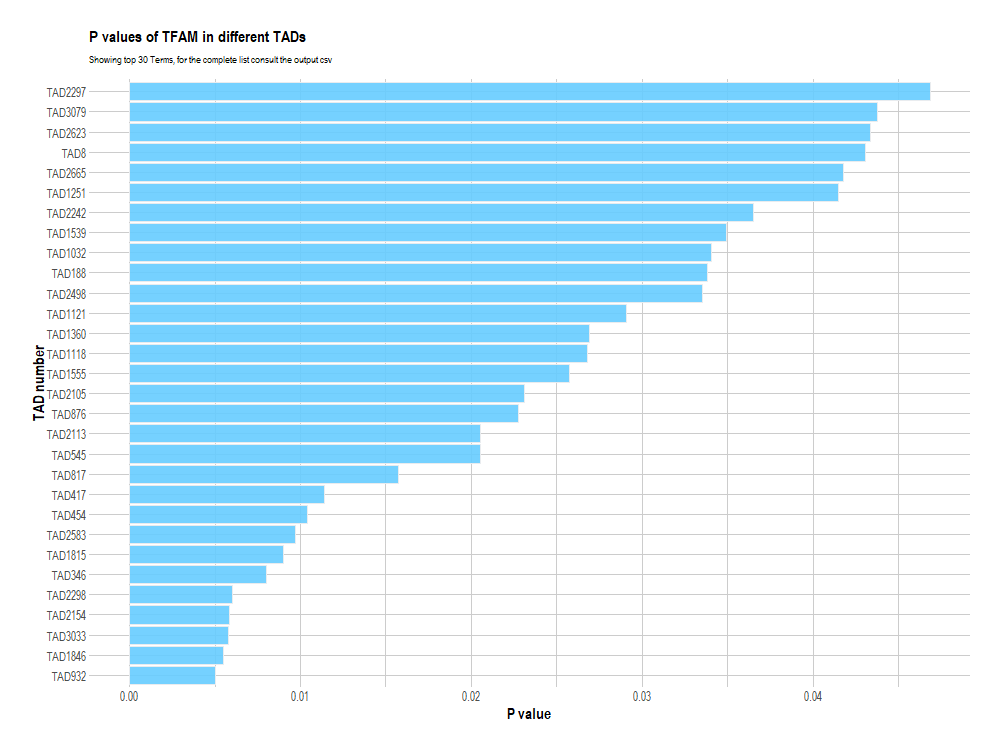 P values of TFAM in different TADs
Showing top 30 Terms, for the complete list consult the output csv
TAD number
TAD2297
TAD3079
TAD2623
TAD8
TAD2665
TAD1251
TAD2242
TAD1539
TAD1032
TAD188
TAD2498
TAD1121
TAD1360
TAD1118
TAD1555
TAD2105
TAD876
TAD2113
TAD545
TAD817
TAD417
TAD454
TAD2583
TAD1815
TAD346
TAD2298
TAD2154
TAD3033
TAD1846
TAD932
0.00 0.01 0.02 0.03 0.04
P value